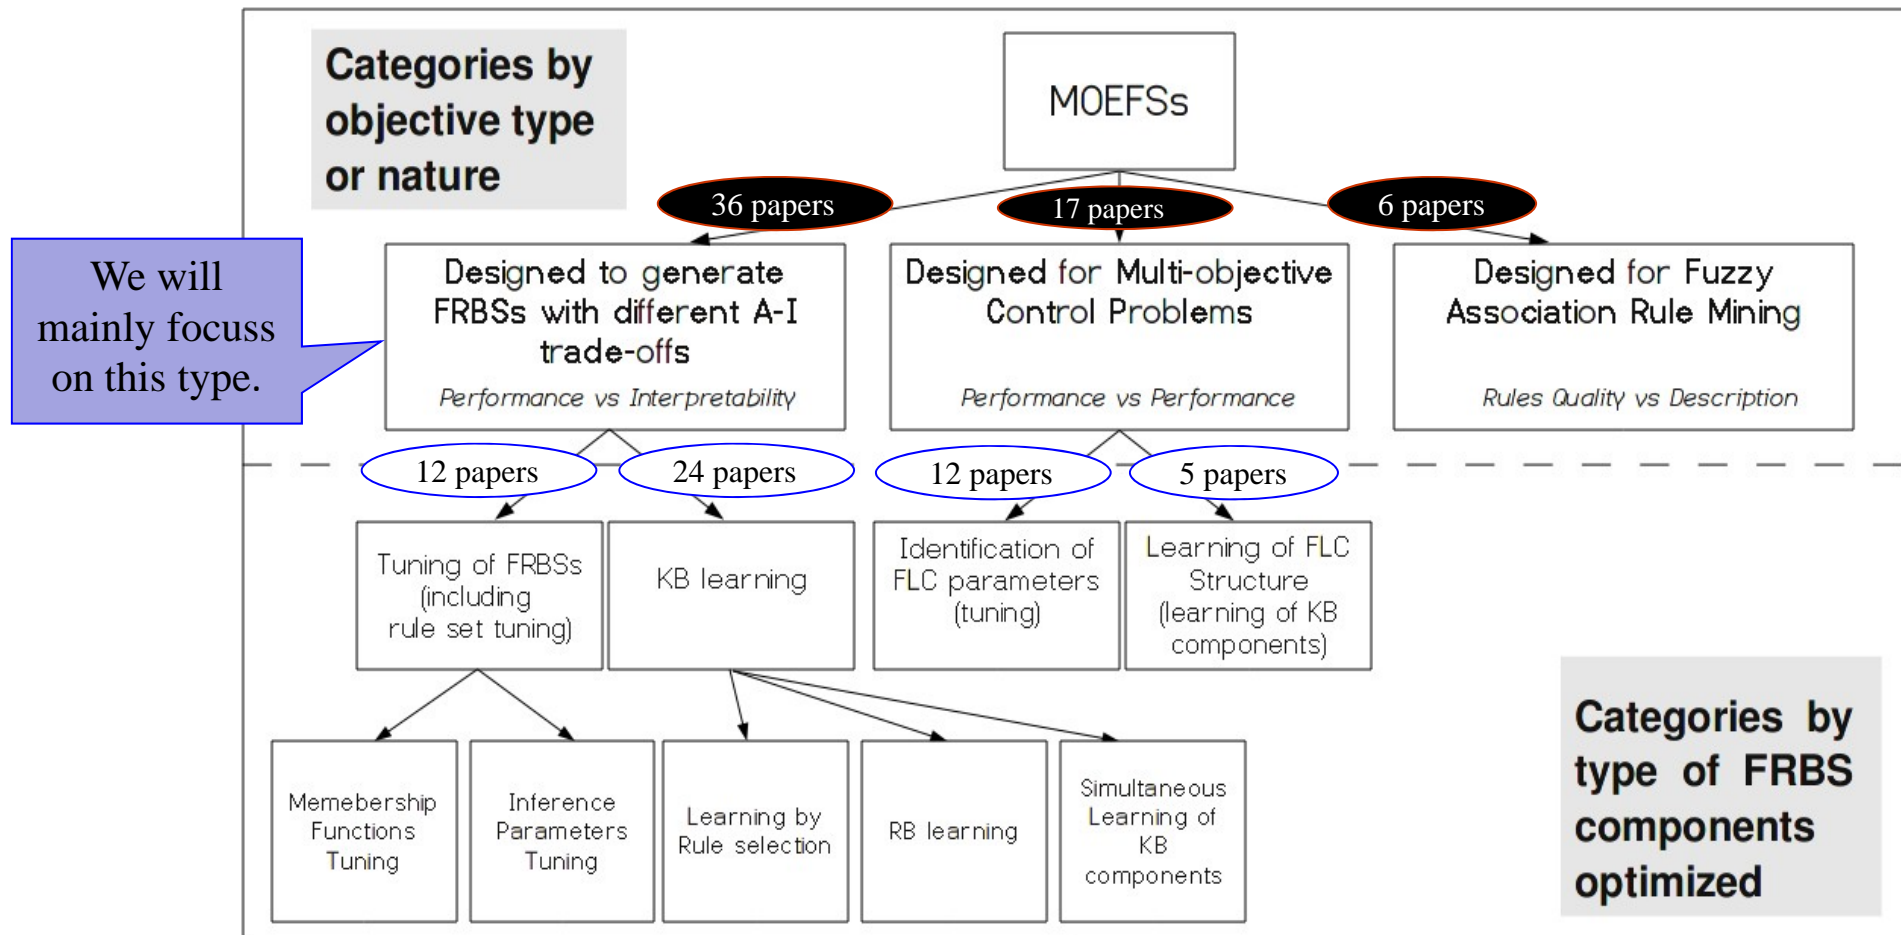 Categories by
objective type
or nature
MOEFSs
36 papers
17 papers
6 papers
We will
mainly focuss
on this type.
Designed to generate
FRBSs with different A-I
trade-offs
Performance vs Interpretability
Designed for Multi-objective
Control Problems
Performance vs Performance
Designed for Fuzzy
Association Rule Mining
Rules Quality vs Description
12 papers
24 papers
12 papers
5 papers
Tuning of FRBSs
(including
rule set tuning)
KB learning
Identification of
FLC parameters
(tuning)
Learning of FLC
Structure
(learning of KB
components)
Memebership
Functions
Tuning
Inference
Parameters
Tuning
Learning by
Rule selection
RB learning
Simultaneous
Learning of
KB
components
Categories by
type of FRBS
components
optimized